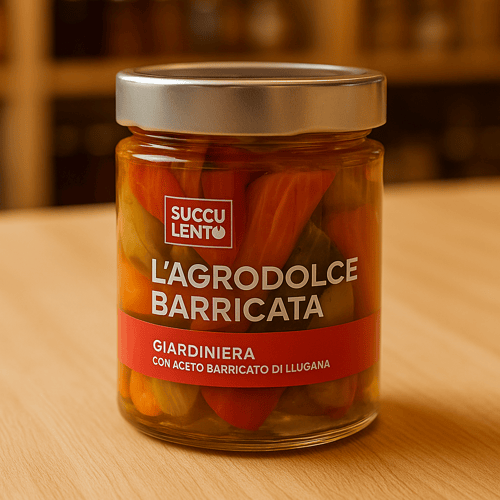 SUCCU
LENTO
L'AGRODOLCE
BARRICATA
GIARDINIERA
CON ACETO BARRICATO DI LLUGANA